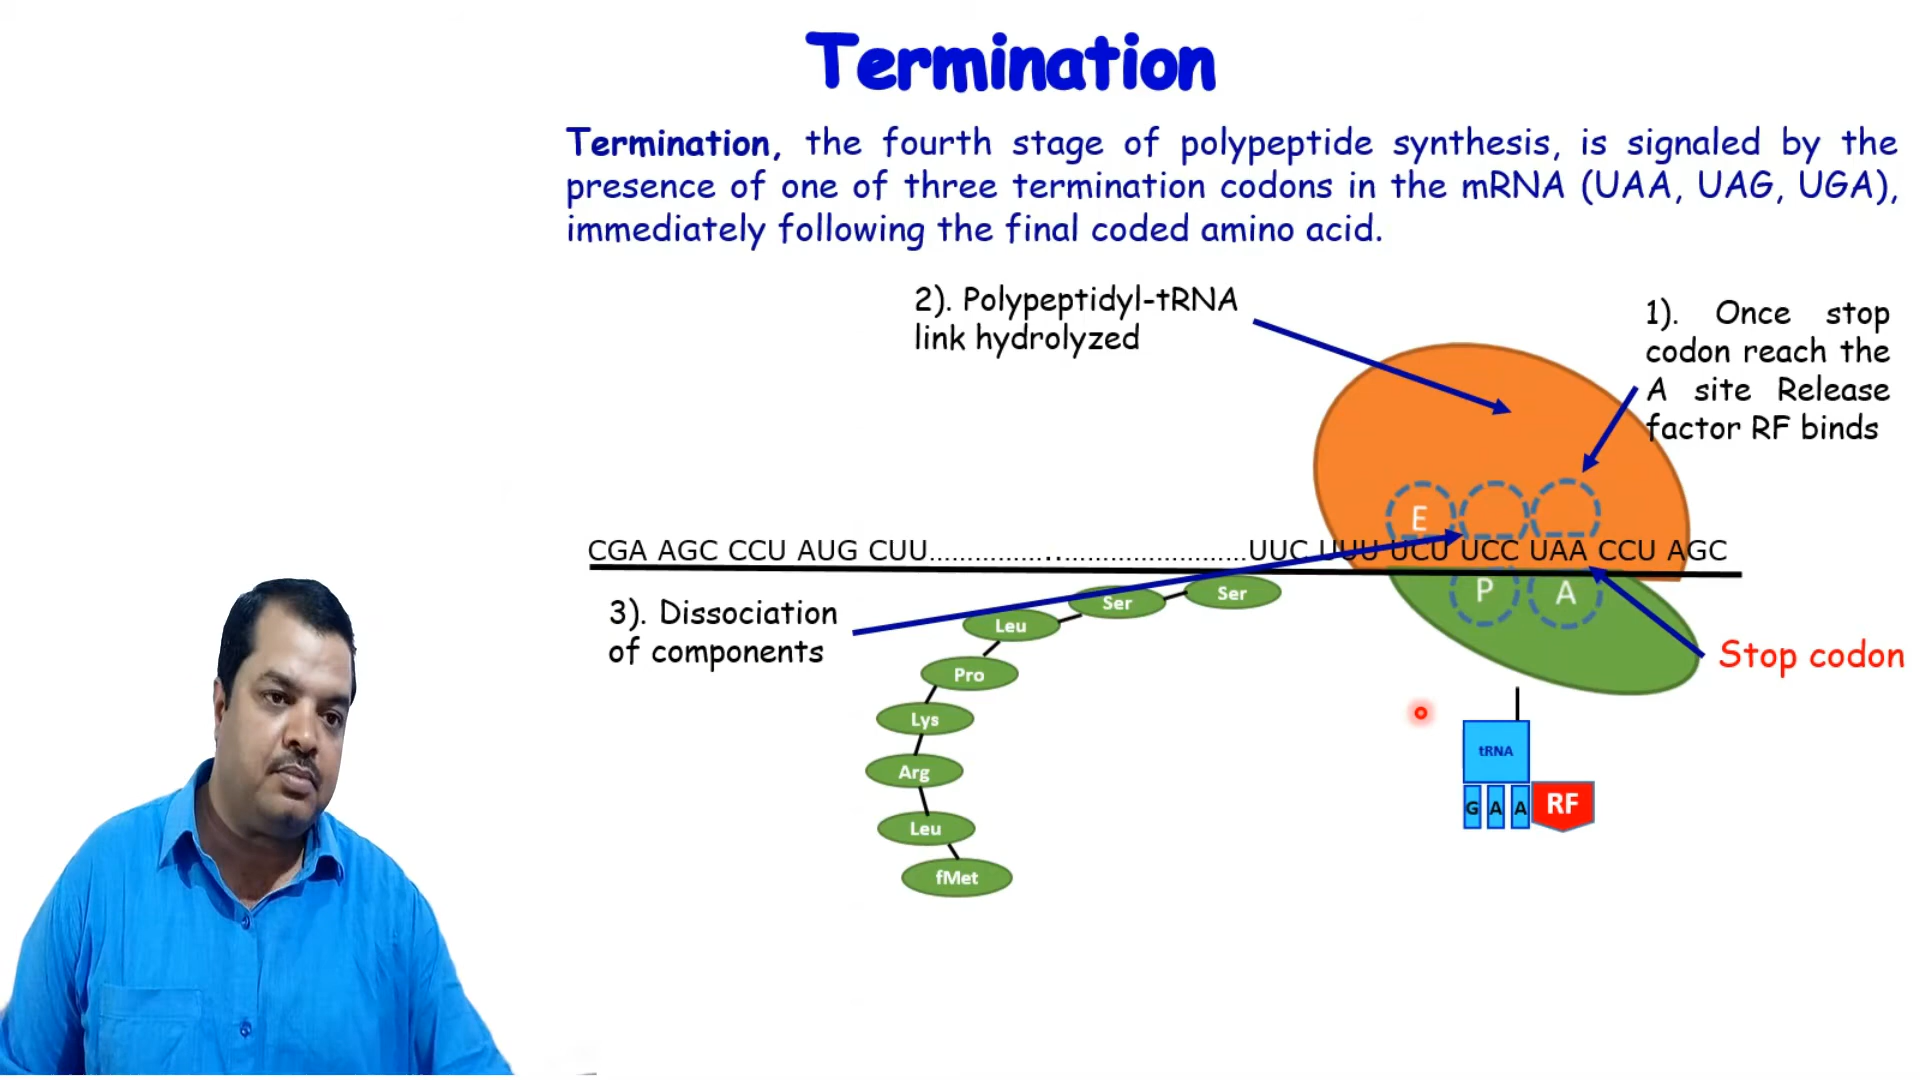 Termination
Termination, the fourth stage of polypeptide synthesis, is signaled by the
presence of one of three termination codons in the mRNA (UAA, UAG, UGA),
immediately following the final coded amino acid.
2). Polypeptidyl-tRNA
link hydrolyzed
1). Once stop
codon reach the
A site Release
factor RF binds
E
CGA AGC CCU AUG CUU.....................................UUC UUU UCU UCC UAA CCU AGC
P A
3). Dissociation
of components
Ser
Ser
Leu
Pro
Lys
Arg
Leu
fMet
Stop codon
tRNA
G A A
RF